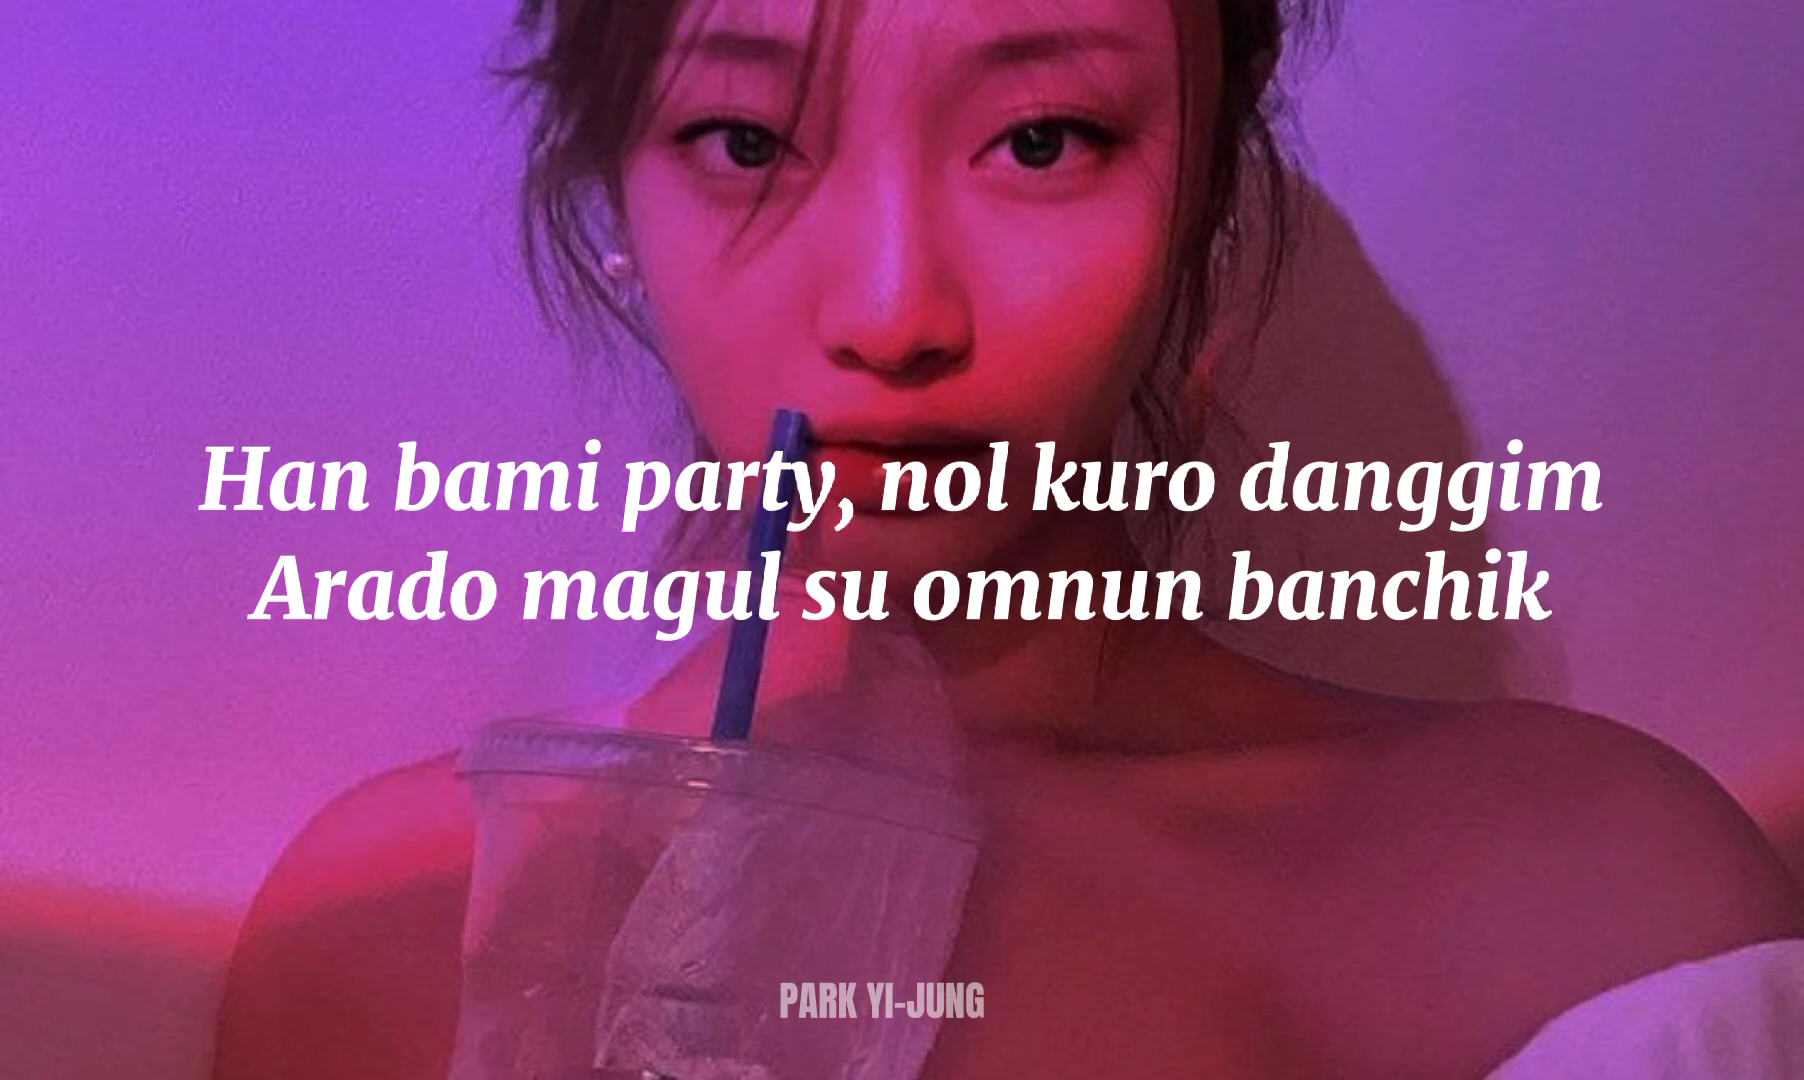 Han bami party, nol kuro danggim
Arado magul su omnun banchik
PARK YI-JUNG